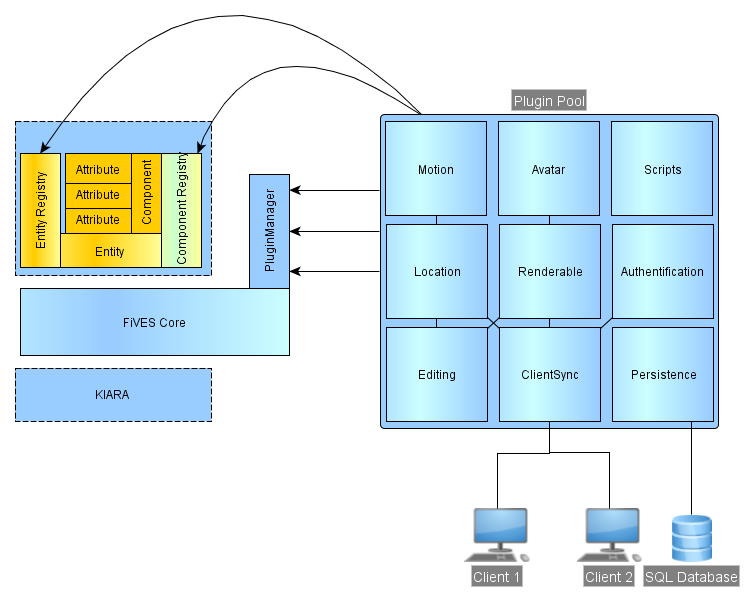 Plugin Pool
Motion
Avatar
Scripts
Entity Registry
Attribute
Attribute
Attribute
Component
Component Registry
Entity
PluginManager
Location
Renderable
Authentification
FiVES Core
Editing
ClientSync
Persistence
KIARA
Client 1
Client 2
SQL Database